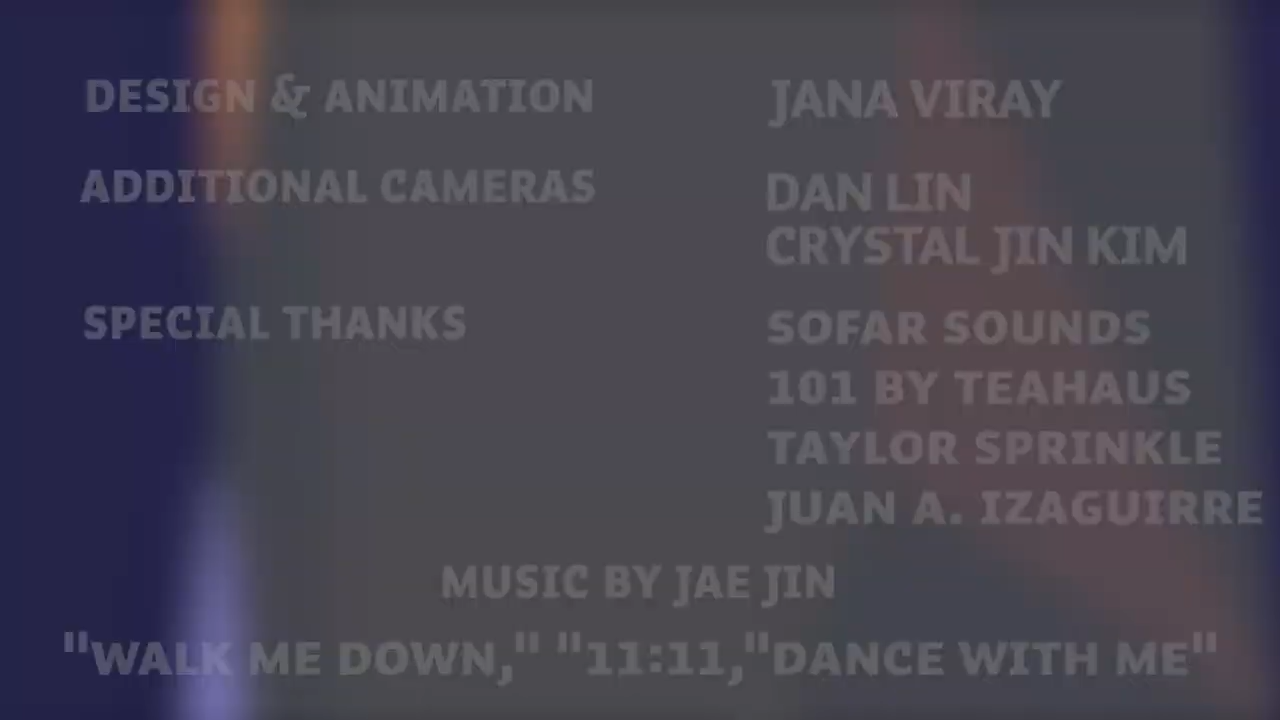 DESIGN & ANIMATION JANA VIRAY
ADDITIONAL CAMERAS DAN LIN
CRYSTAL JIN KIM
SPECIAL THANKS SOFAR SOUNDS
101 BY TEAHAUS
TAYLOR SPRINKLE
JUAN A. IZAGUIRRE
MUSIC BY JAE JIN
"WALK ME DOWN," "11:11,"DANCE WITH ME"